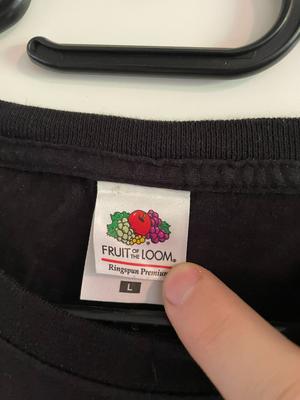 FRUIT OF THE LOOM®
Ringspun Premium
L